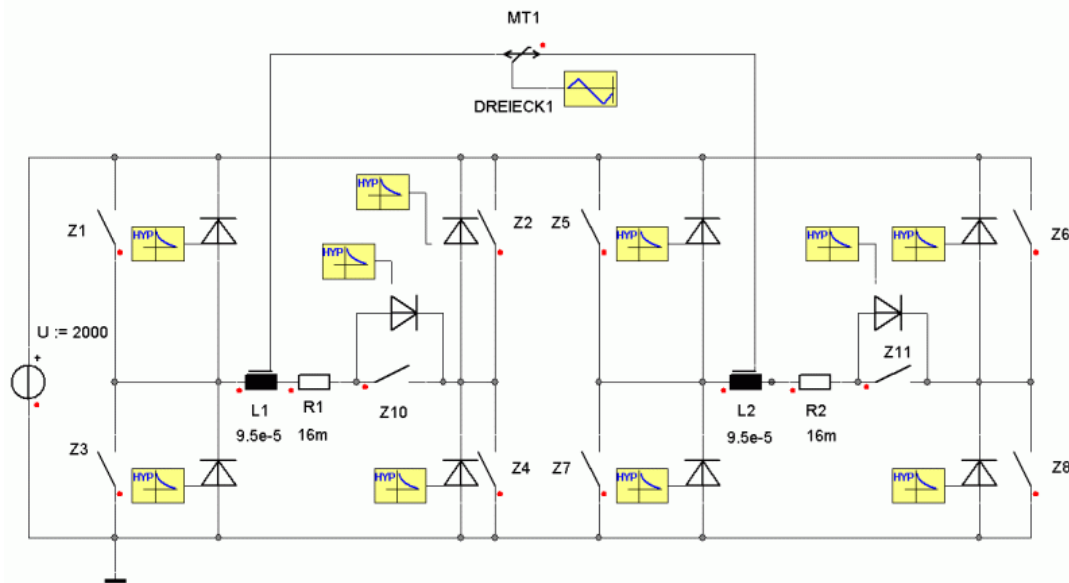 MT1
DREIECK1
HYP
Z1
HYP
HYP
Z2
Z5
HYP
HYP
HYP
Z6
HYP
U := 2000
+
Z11
L1
R1
Z10
L2
R2
9.5e-5
16m
9.5e-5
16m
Z3
HYP
HYP
Z4
Z7
HYP
HYP
Z8